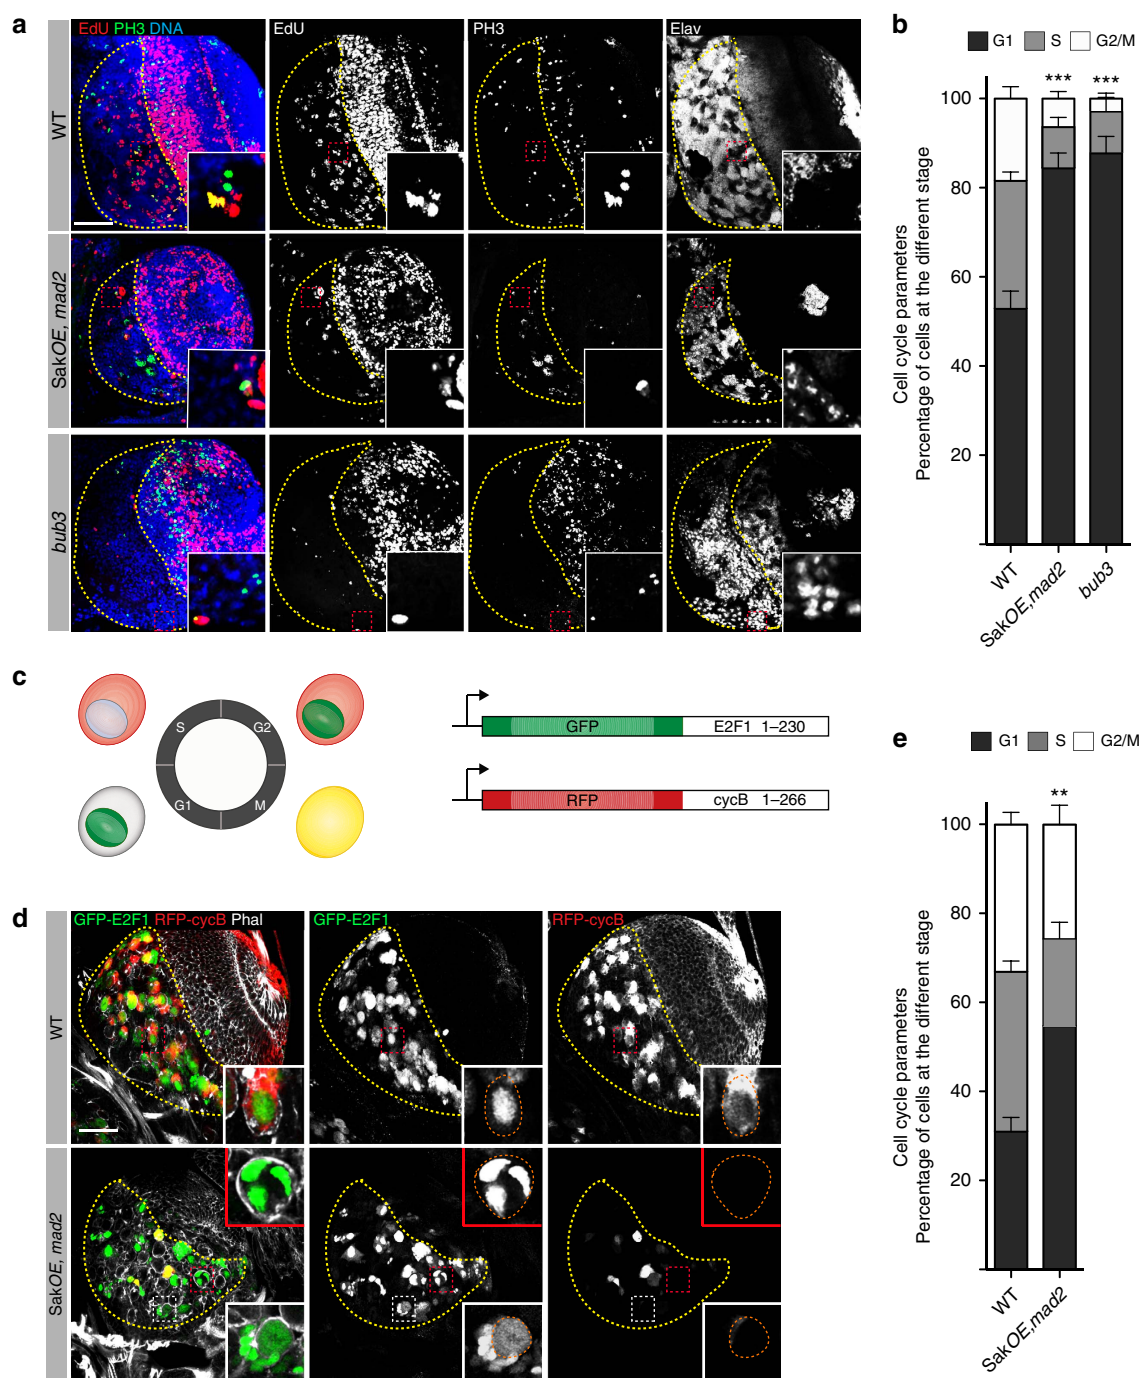 a
EdU PH3 DNA
EdU
PH3
Elav
WT
SakOE, mad2
bub3
b
G1 S G2/M
*** ***
Cell cycle parameters
Percentage of cells at the different stage
100
80
60
40
20
WT
SakOE,mad2
bub3
c
S
G2
G1
M
GFP E2F1 1–230
RFP cycB 1–266
d
GFP-E2F1 RFP-cycB Phal
GFP-E2F1
RFP-cycB
WT
SakOE, mad2
e
G1 S G2/M
**
Cell cycle parameters
Percentage of cells at the different stage
100
80
60
40
20
WT
SakOE,mad2